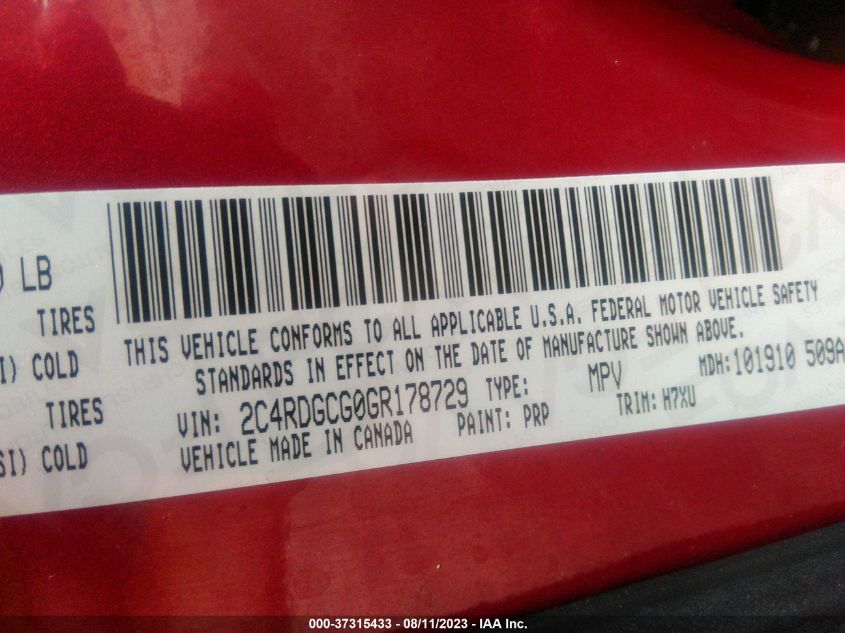 0 LB
TIRES
I) COLD
TIRES
SI) COLD
THIS VEHICLE CONFORMS TO ALL APPLICABLE U.S.A. FEDERAL MOTOR VEHICLE SAFETY
STANDARDS IN EFFECT ON THE DATE OF MANUFACTURE SHOWN ABOVE.
VIN: 2C4RDGCG0GR178729 TYPE: MPV MDH:101910 509A
VEHICLE MADE IN CANADA PAINT: PRP TRIM: H7XU
000-37315433 - 08/11/2023 - IAA Inc.